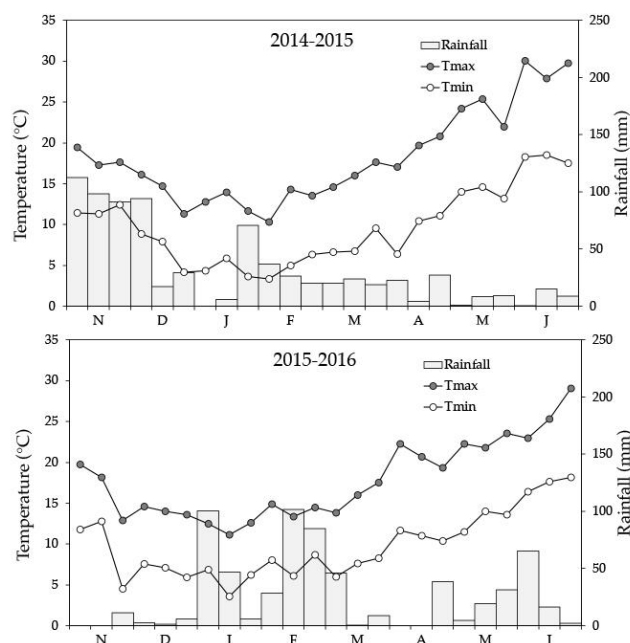 2014-2015
Rainfall
Tmax
Tmin
Temperature (°C)
Rainfall (mm)
35
30
25
20
15
10
5
0
250
200
150
100
50
0
N D J F M A M J
2015-2016
Rainfall
Tmax
Tmin
Temperature (°C)
Rainfall (mm)
35
30
25
20
15
10
5
0
250
200
150
100
50
0
N D J F M A M J